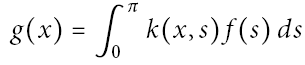 g(x) = ∫₀^π k(x,s)f(s) ds